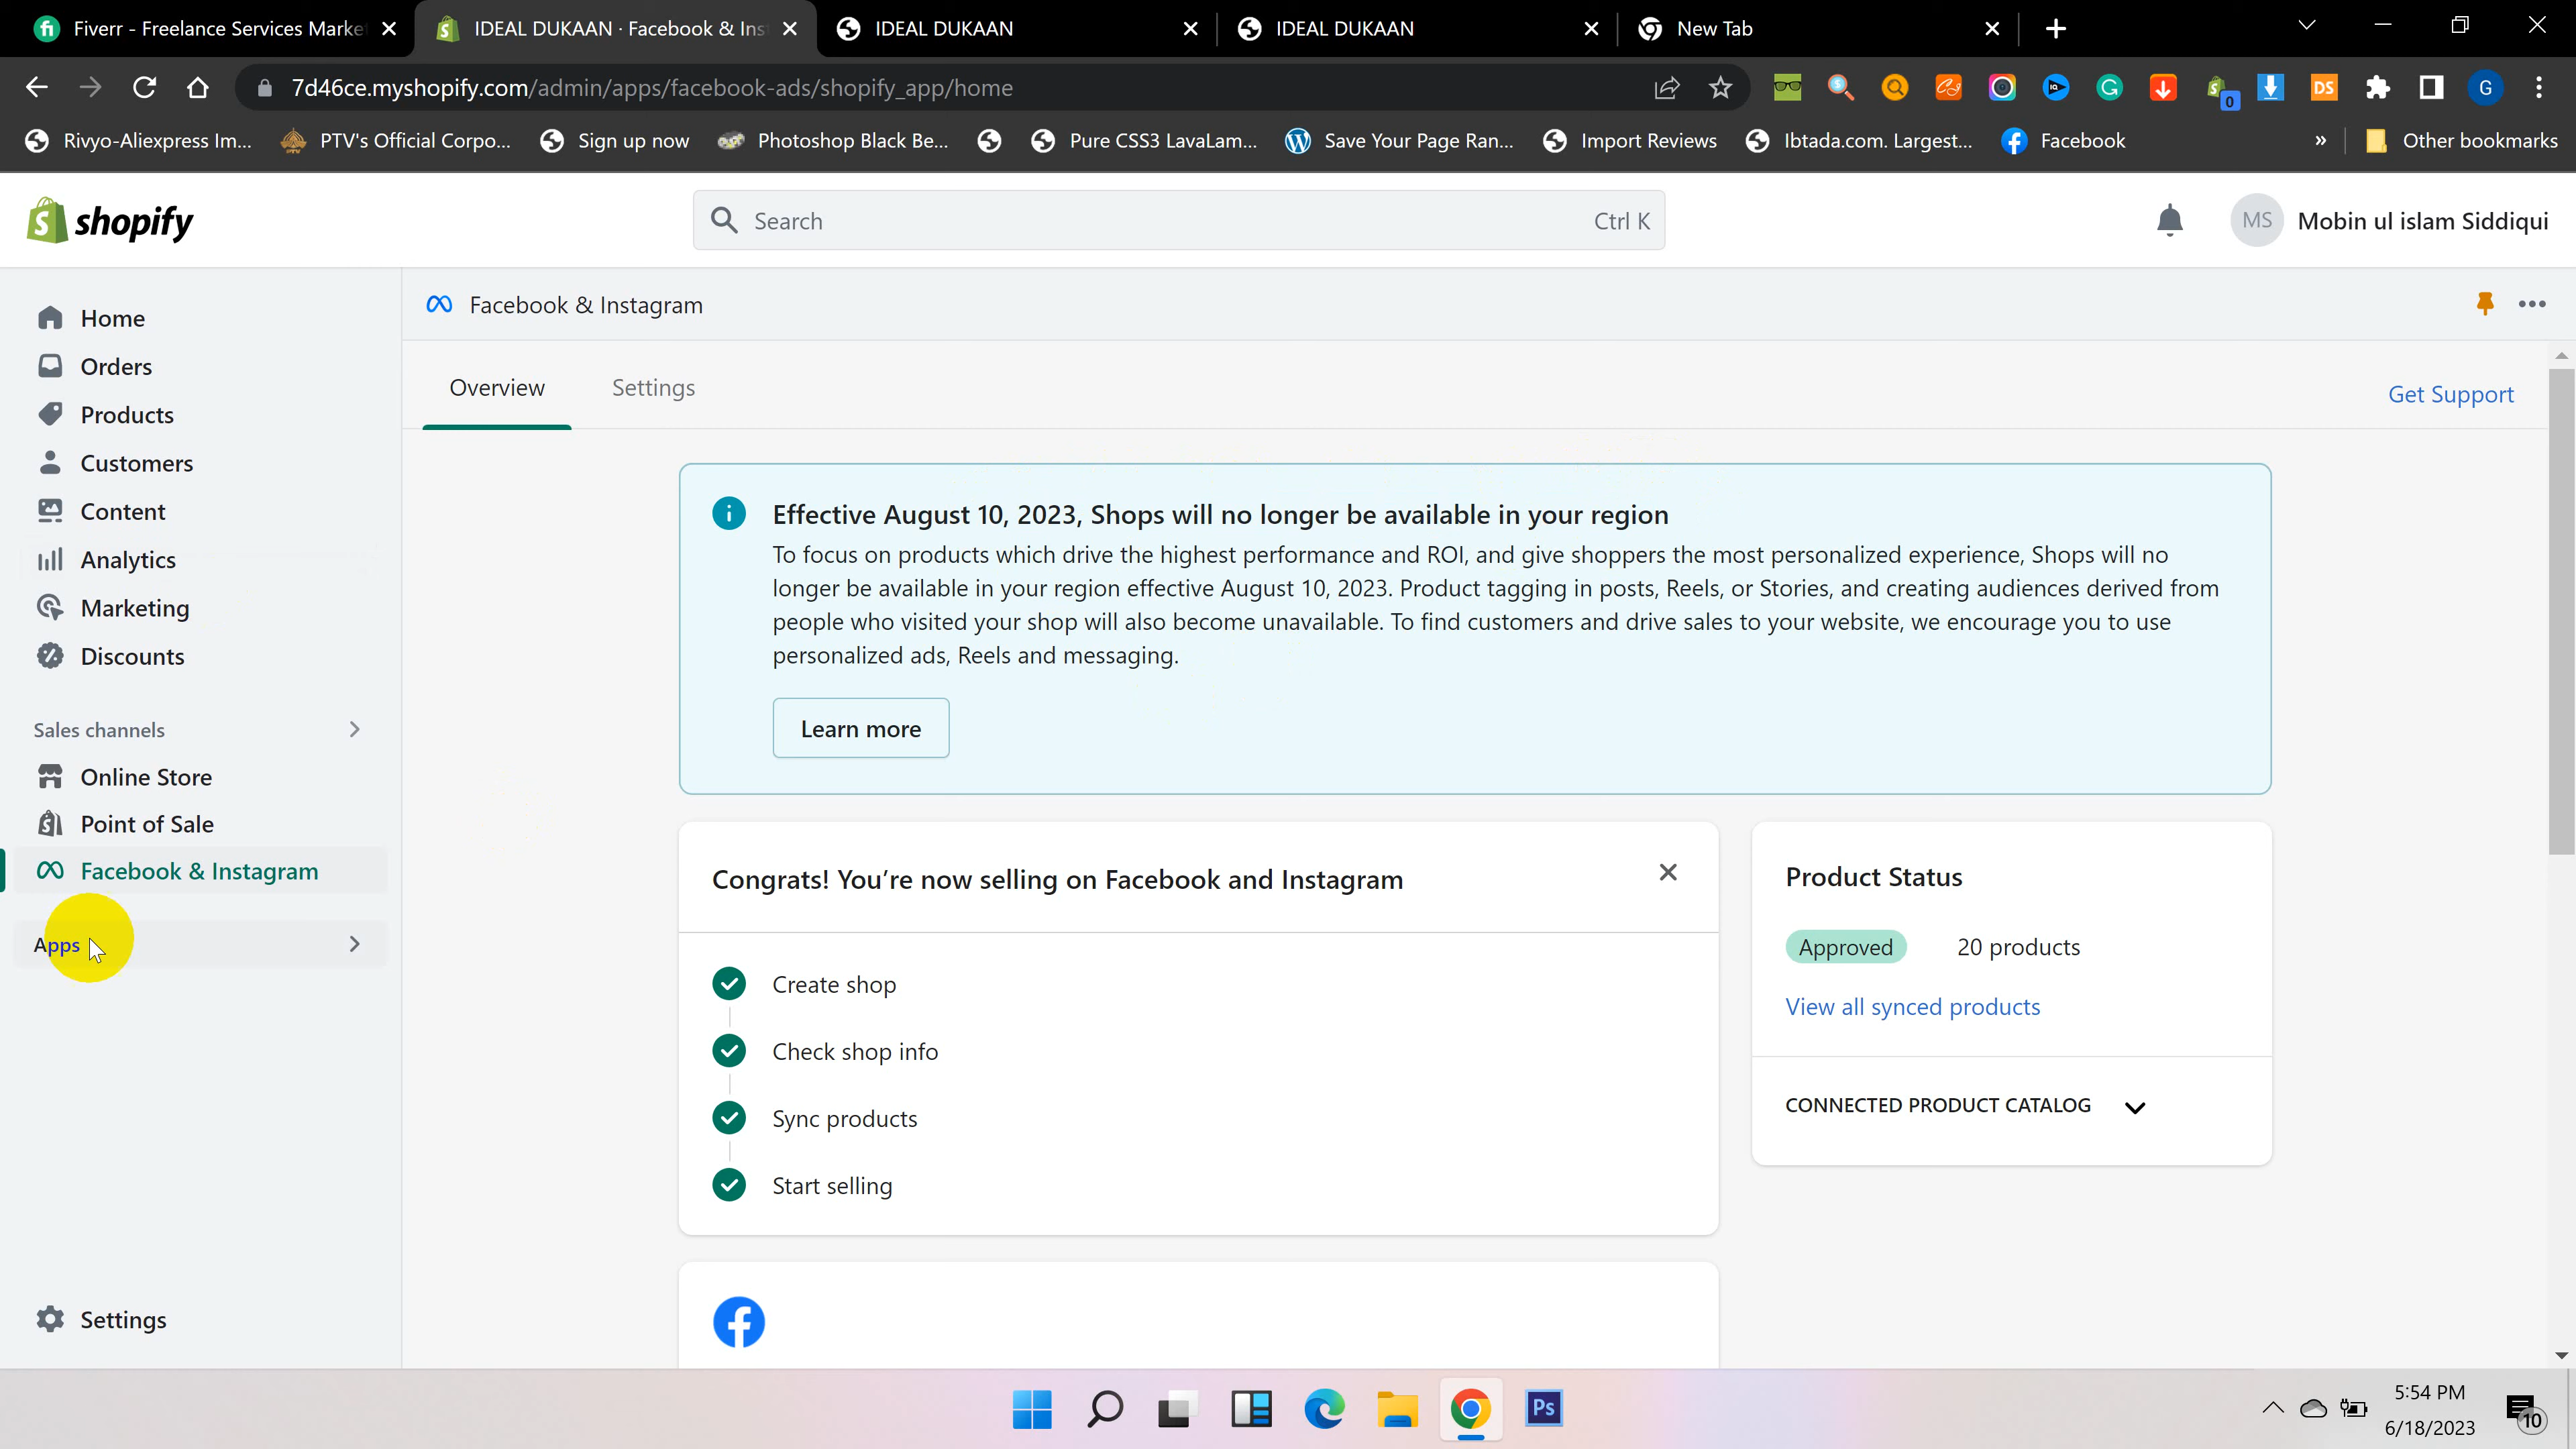 Fiverr - Freelance Services Marke
IDEAL DUKAAN · Facebook & Ins
IDEAL DUKAAN
IDEAL DUKAAN
New Tab
7d46ce.myshopify.com/admin/apps/facebook-ads/shopify_app/home
0
DS
G
Rivyo-Aliexpress Im...
PTV's Official Corpo...
Sign up now
Photoshop Black Be...
Pure CSS3 LavaLam...
Save Your Page Ran...
Import Reviews
Ibtada.com. Largest...
Facebook
»
Other bookmarks
shopify
Search
Ctrl K
MS
Mobin ul islam Siddiqui
Home
Orders
Products
Customers
Content
Analytics
Marketing
Discounts
Sales channels
Online Store
Point of Sale
Facebook & Instagram
Apps
Settings
Facebook & Instagram
Overview
Settings
Get Support
Effective August 10, 2023, Shops will no longer be available in your region
To focus on products which drive the highest performance and ROI, and give shoppers the most personalized experience, Shops will no
longer be available in your region effective August 10, 2023. Product tagging in posts, Reels, or Stories, and creating audiences derived from
people who visited your shop will also become unavailable. To find customers and drive sales to your website, we encourage you to use
personalized ads, Reels and messaging.
Learn more
Congrats! You’re now selling on Facebook and Instagram
Create shop
Check shop info
Sync products
Start selling
Product Status
Approved
20 products
View all synced products
CONNECTED PRODUCT CATALOG
Ps
5:54 PM
6/18/2023
10